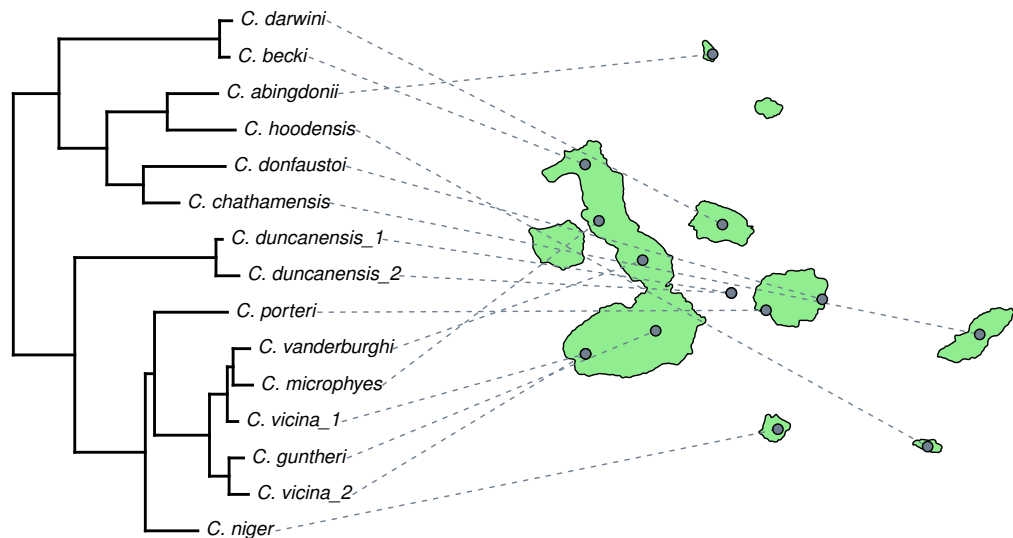 C. darwini
C. becki
C. abingdonii
C. hoodensis
C. donfaustoi
C. chathamensis
C. duncanensis_1
C. duncanensis_2
C. porteri
C. vanderburghi
C. microphyes
C. vicina_1
C. guntheri
C. vicina_2
C. niger